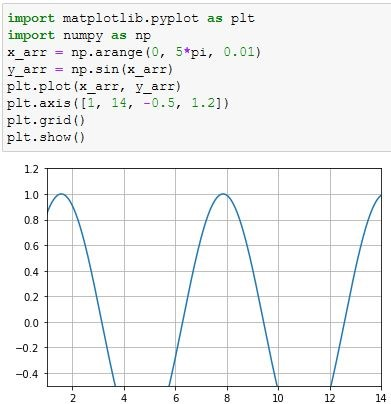 import matplotlib.pyplot as plt
import numpy as np
x_arr = np.arange(0, 5*pi, 0.01)
y_arr = np.sin(x_arr)
plt.plot(x_arr, y_arr)
plt.axis([1, 14, -0.5, 1.2])
plt.grid()
plt.show()
1.2
1.0
0.8
0.6
0.4
0.2
0.0
−0.2
−0.4
2 4 6 8 10 12 14